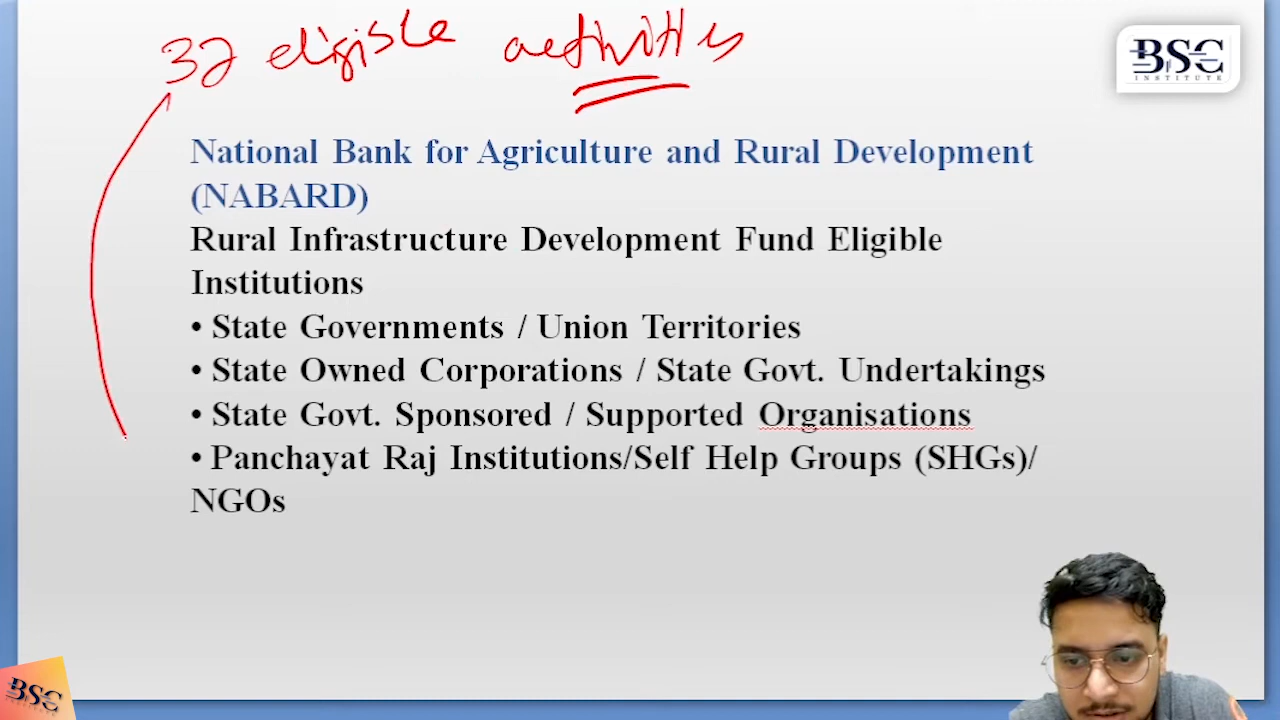 32 eligible activities
BSC
INSTITUTE
National Bank for Agriculture and Rural Development
(NABARD)
Rural Infrastructure Development Fund Eligible
Institutions
• State Governments / Union Territories
• State Owned Corporations / State Govt. Undertakings
• State Govt. Sponsored / Supported Organisations
• Panchayat Raj Institutions/Self Help Groups (SHGs)/
NGOs
BSC